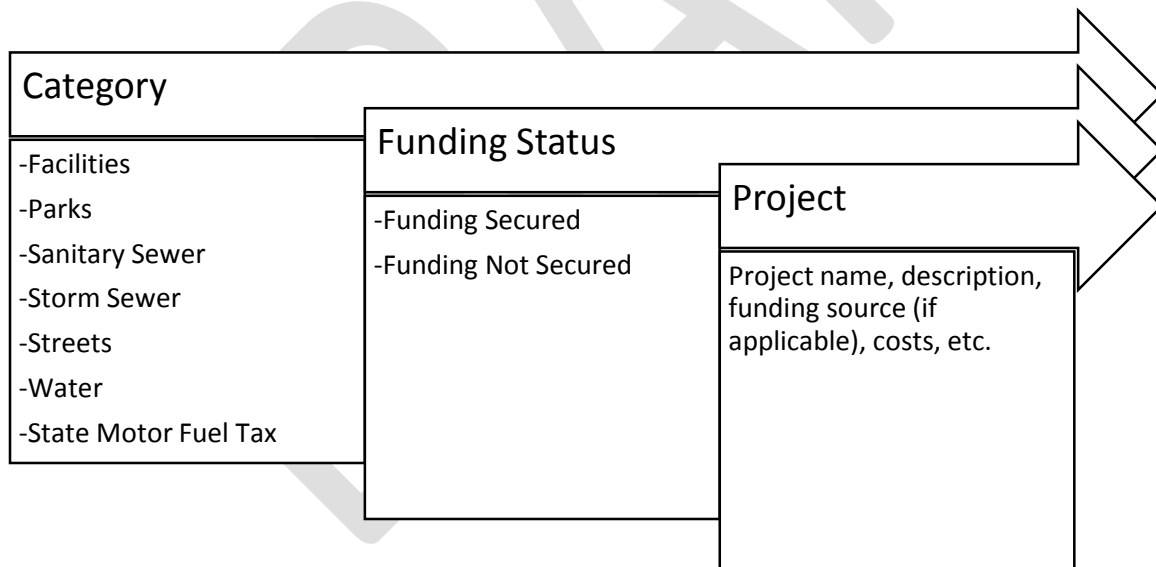 Category
-Facilities
-Parks
-Sanitary Sewer
-Storm Sewer
-Streets
-Water
-State Motor Fuel Tax
Funding Status
-Funding Secured
-Funding Not Secured
Project
Project name, description,
funding source (if
applicable), costs, etc.